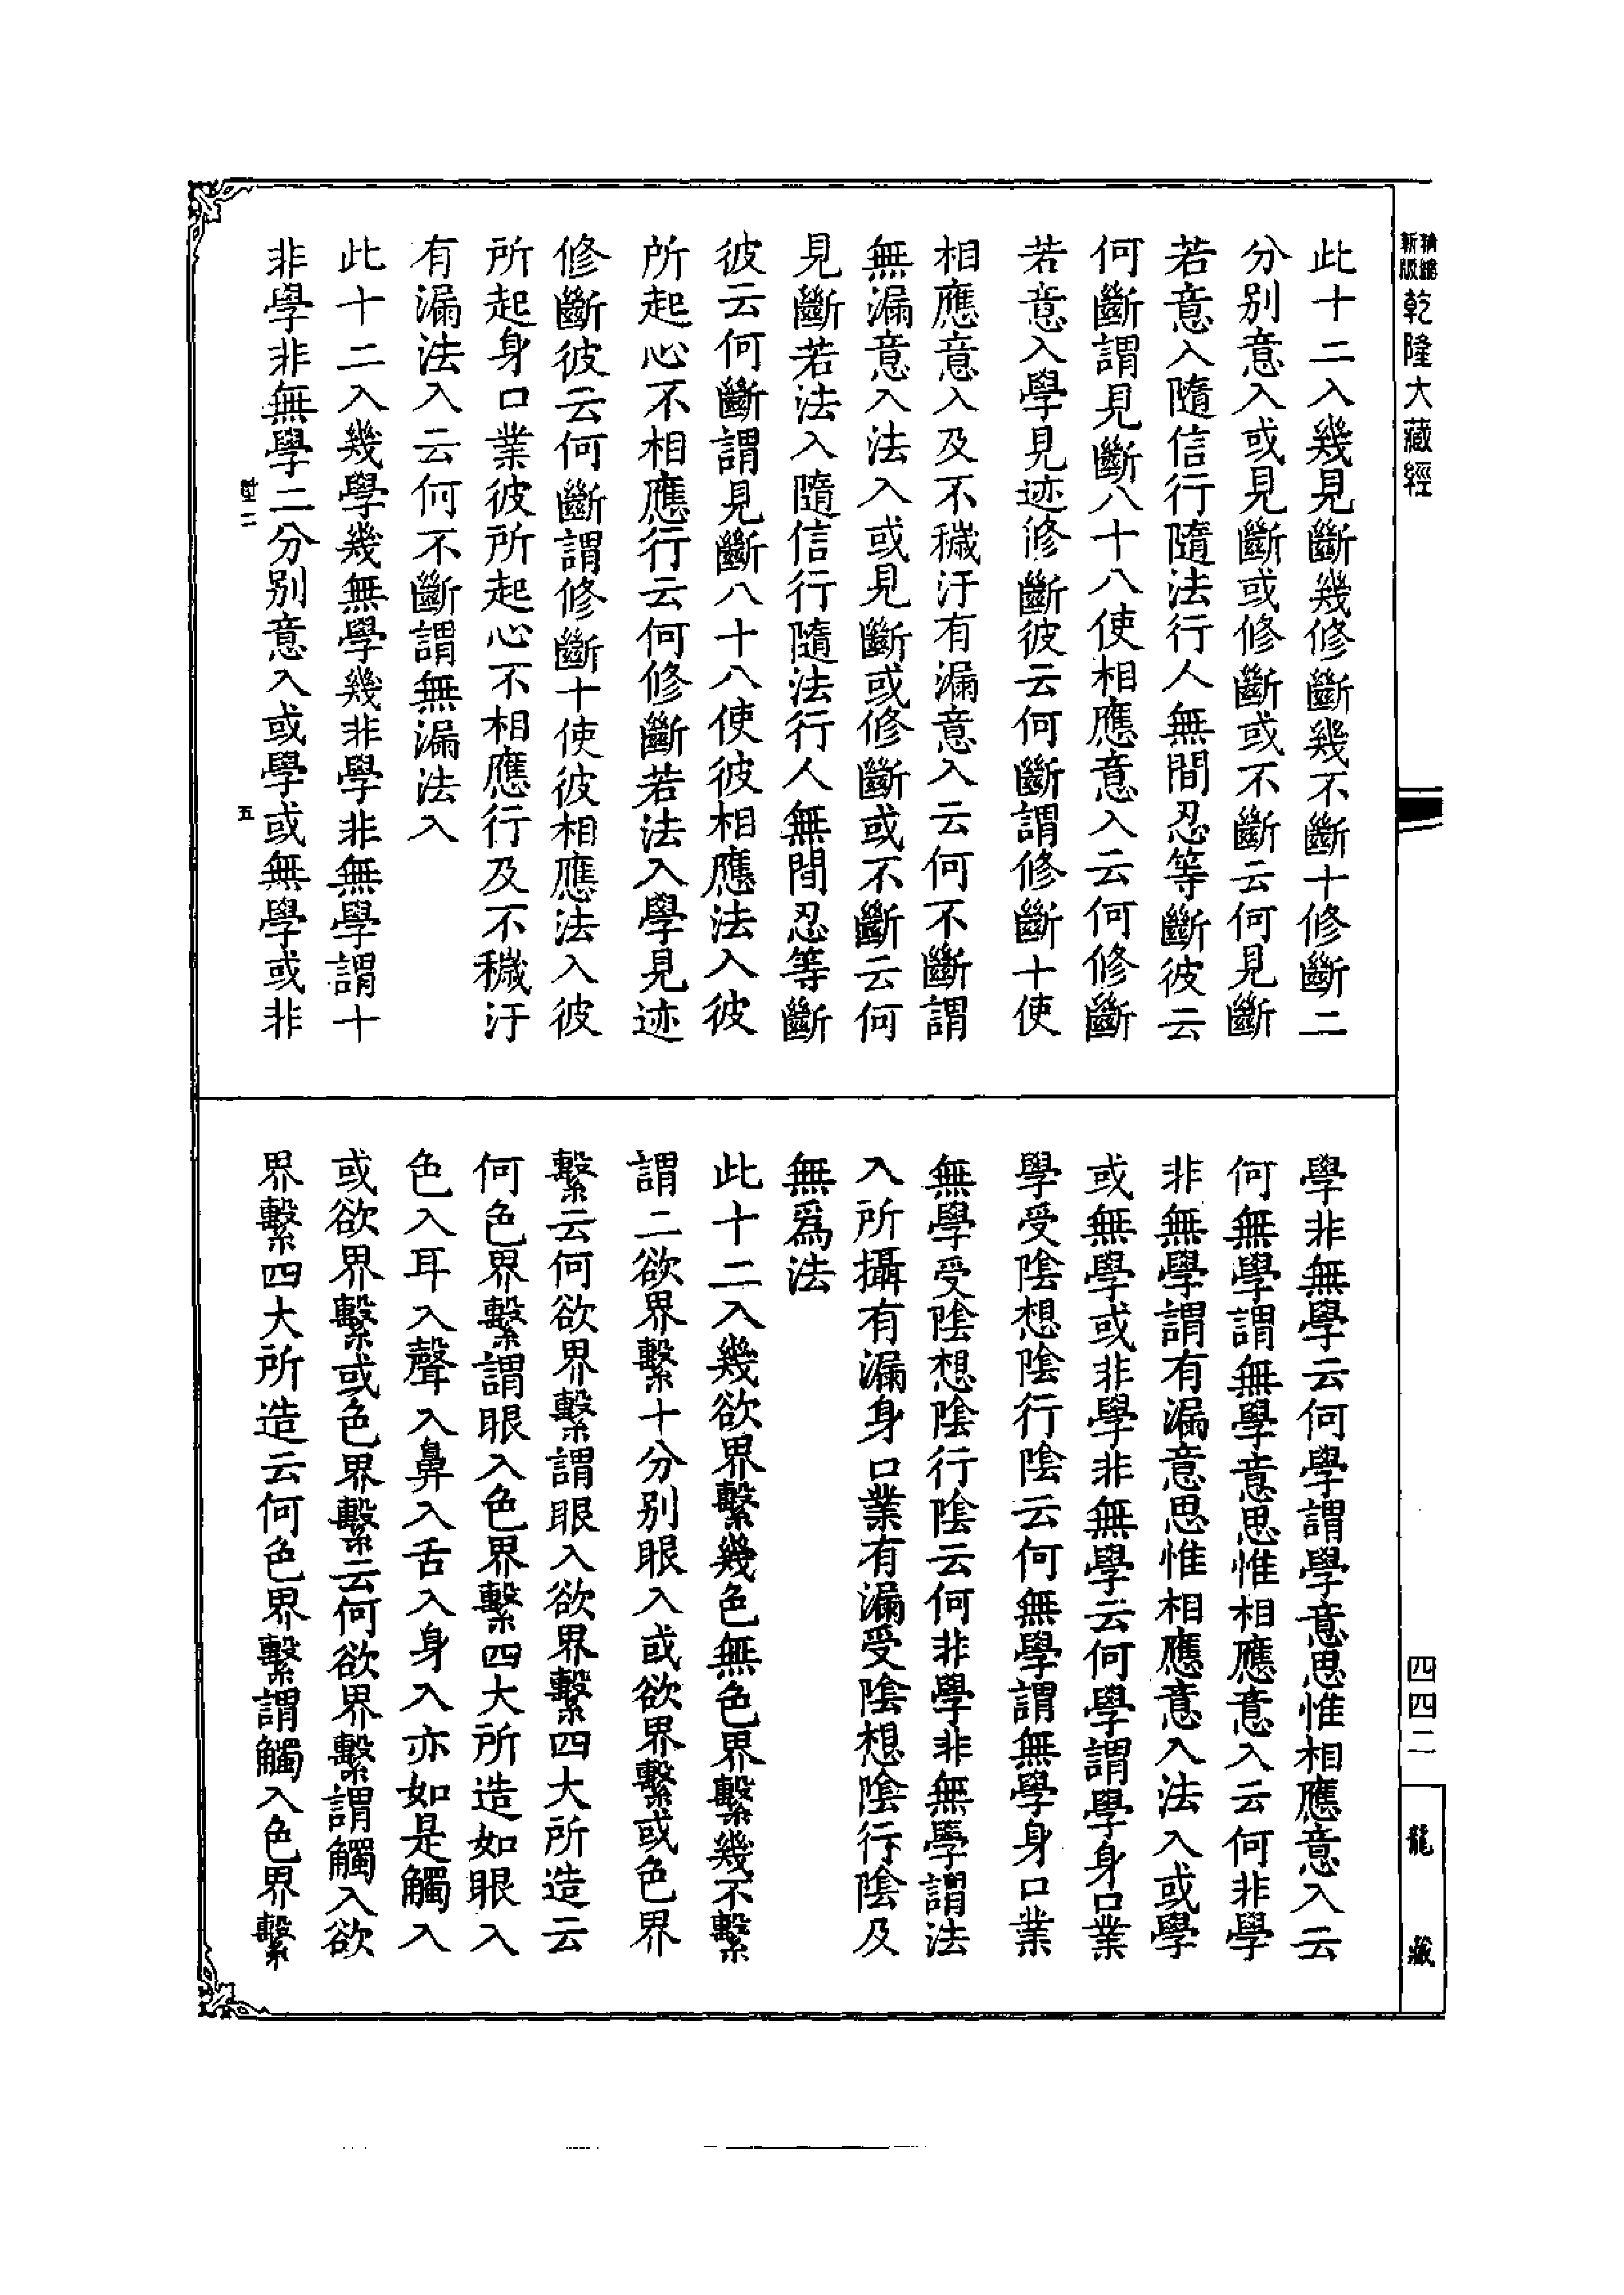 精縮
新版
乾隆大藏經
此十二入幾見斷幾修斷幾不斷十修斷二
分別意入或見斷或修斷或不斷云何見斷
若意入隨信行隨法行人無間忍等斷彼云
何斷謂見斷八十八使相應意入云何修斷
若意入學見迹修斷彼云何斷謂修斷十使
相應意入及不穢汙有漏意入云何不斷謂
無漏意入法入或見斷或修斷或不斷云何
見斷若法入隨信行隨法行人無間忍等斷
彼云何斷謂見斷八十八使彼相應法入彼
所起心不相應行云何修斷若法入學見迹
修斷彼云何斷謂修斷十使彼相應法入彼
所起身口業彼所起心不相應行及不穢汙
有漏法入云何不斷謂無漏法入
此十二入幾學幾無學幾非學非無學謂十
非學非無學二分別意入或學或無學或非
五
學非無學云何學謂學意思惟相應意入云
何無學謂無學意思惟相應意入云何非學
非無學謂有漏意思惟相應意入法入或學
或無學或非學非無學云何學謂學身口業
學受陰想陰行陰云何無學謂無學身口業
無學受陰想陰行陰云何非學非無學謂法
入所攝有漏身口業有漏受陰想陰行陰及
無爲法
此十二入幾欲界繫幾色無色界繫幾不繫
謂二欲界繫十分別眼入或欲界繫或色界
繫云何欲界繫謂眼入欲界繫四大所造云
何色界繫謂眼入色界繫四大所造如眼入
色入耳入聲入鼻入舌入身入亦如是觸入
或欲界繫或色界繫云何欲界繫謂觸入欲
界繫四大所造云何色界繫謂觸入色界繫
四四二
龍藏